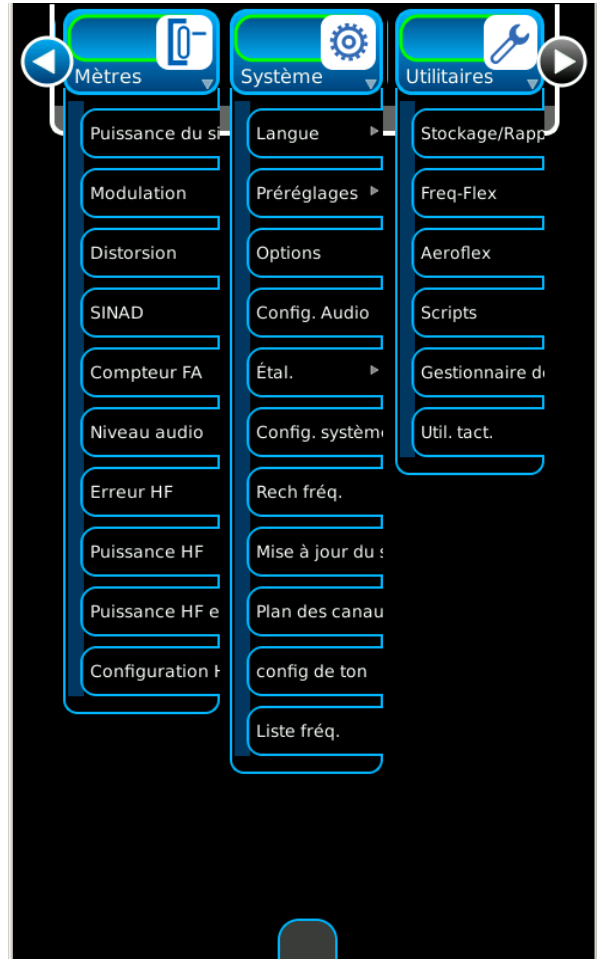 Mètres
Puissance du si
Modulation
Distorsion
SINAD
Compteur FA
Niveau audio
Erreur HF
Puissance HF
Puissance HF e
Configuration
Système
Langue
Préréglages
Options
Config. Audio
Étal.
Config. systèm
Rech fréq.
Mise à jour du s
Plan des canau
config de ton
Liste fréq.
Utilitaires
Stockage/Rapp
Freq-Flex
Aeroflex
Scripts
Gestionnaire de
Util. tact.